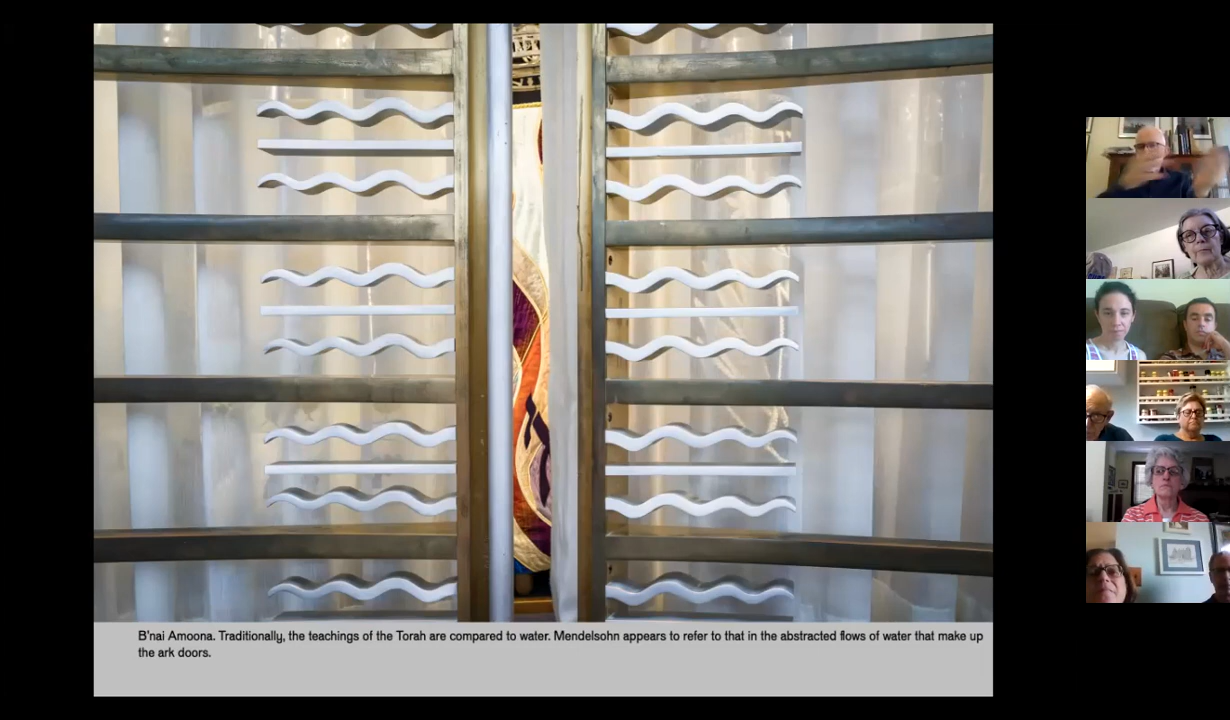 B'nai Amoona. Traditionally, the teachings of the Torah are compared to water. Mendelsohn appears to refer to that in the abstracted flows of water that make up
the ark doors.